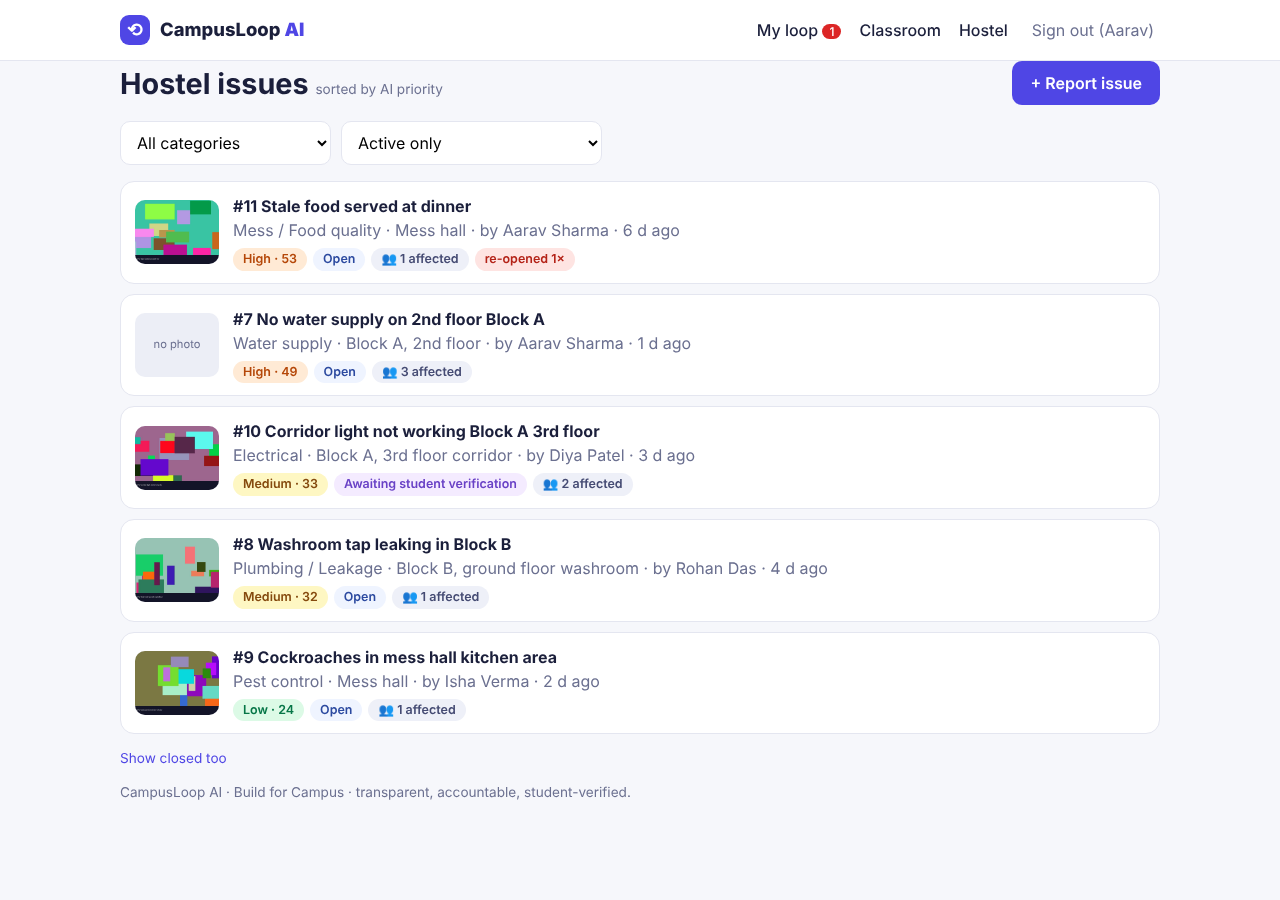 ⟲ CampusLoop AI
My loop 1 Classroom Hostel Sign out (Aarav)
Hostel issues sorted by AI priority
+ Report issue
All categories
Active only
#11 Stale food served at dinner
Mess / Food quality · Mess hall · by Aarav Sharma · 6 d ago
High · 53 Open 👥 1 affected re-opened 1×
no photo
#7 No water supply on 2nd floor Block A
Water supply · Block A, 2nd floor · by Aarav Sharma · 1 d ago
High · 49 Open 👥 3 affected
#10 Corridor light not working Block A 3rd floor
Electrical · Block A, 3rd floor corridor · by Diya Patel · 3 d ago
Medium · 33 Awaiting student verification 👥 2 affected
#8 Washroom tap leaking in Block B
Plumbing / Leakage · Block B, ground floor washroom · by Rohan Das · 4 d ago
Medium · 32 Open 👥 1 affected
#9 Cockroaches in mess hall kitchen area
Pest control · Mess hall · by Isha Verma · 2 d ago
Low · 24 Open 👥 1 affected
Show closed too
CampusLoop AI · Build for Campus · transparent, accountable, student-verified.